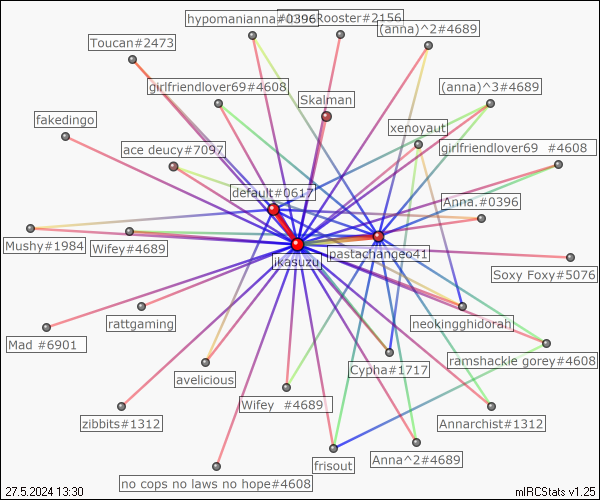 hypomanianna#0396
Rooster#2156
(anna)^2#4689
Toucan#2473
girlfriendlover69#4608
(anna)^3#4689
Skalman
fakedingo
xenoyaut
ace deucy#7097
girlfriendlover69 #4608
default#0617
Anna.#0396
Mushy#1984
Wifey#4689
jkasuzu
pastachangeo41
Soxy Foxy#5076
rattgaming
neokingghidorah
Mad #6901
ramshackle gorey#4608
avelicious
Cypha#1717
Wifey #4689
zibbits#1312
Annarchist#1312
frisout
Anna^2#4689
no cops no laws no hope#4608
27.5.2024 13:30
mIRCStats v1.25